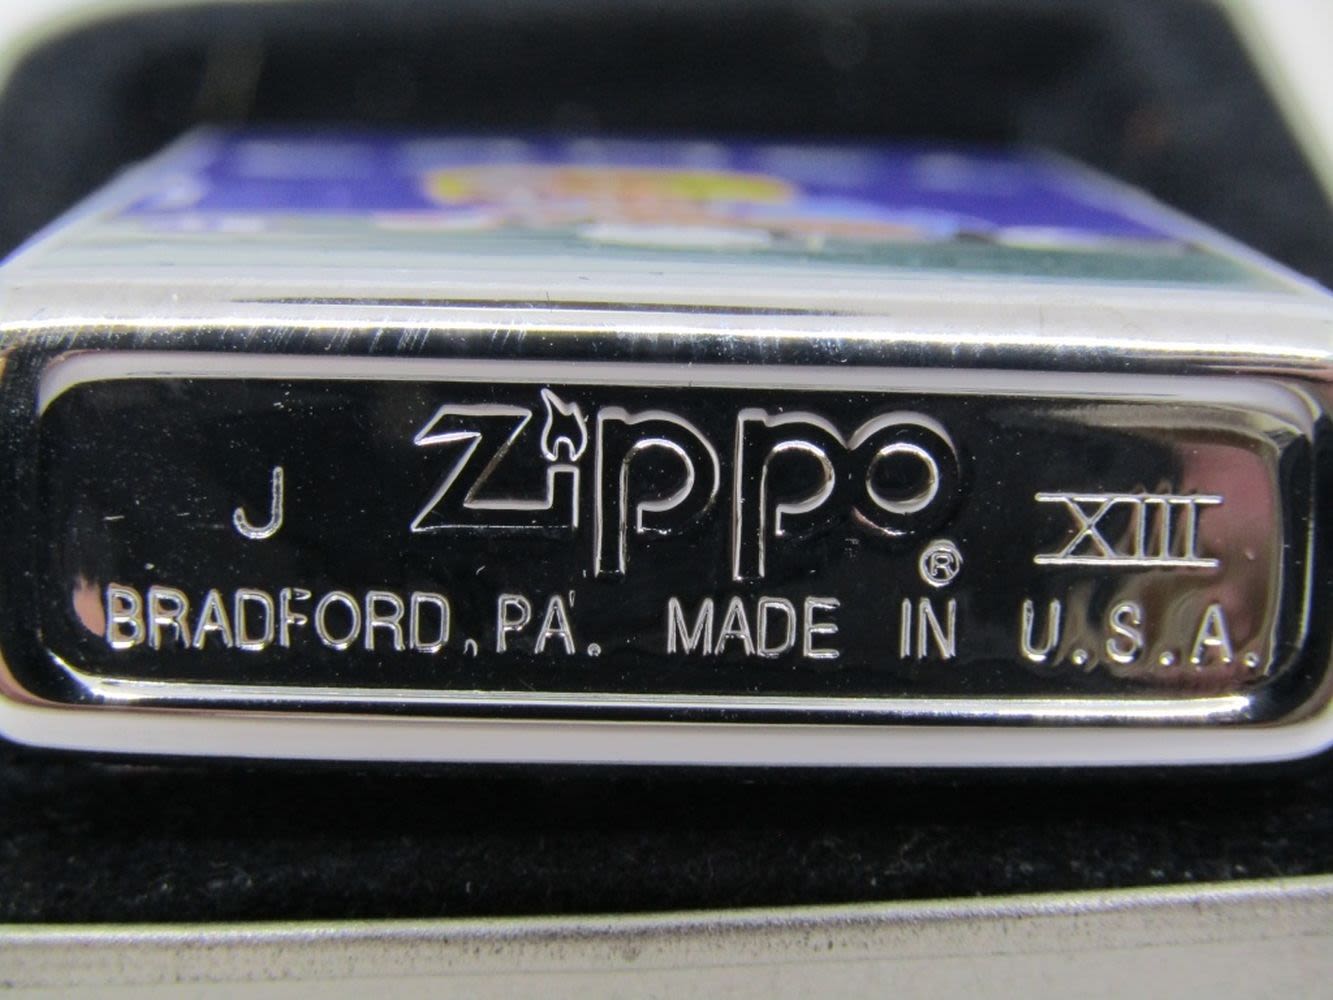 J Zippo ® XIII
BRADFORD, PA. MADE IN U.S.A.